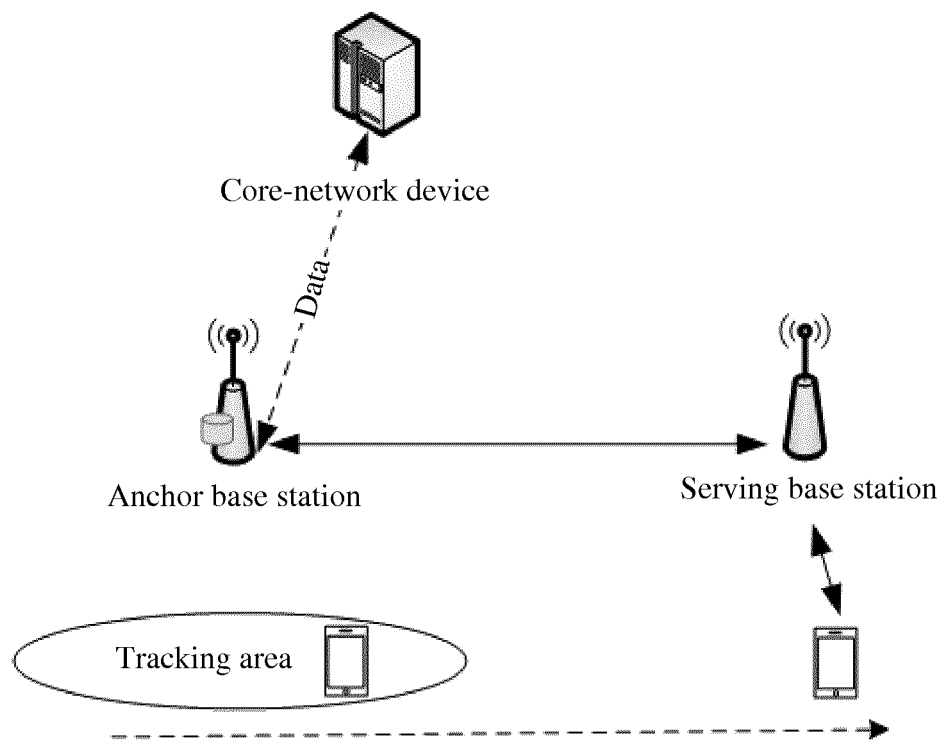 Core-network device
Data
Anchor base station
Serving base station
Tracking area